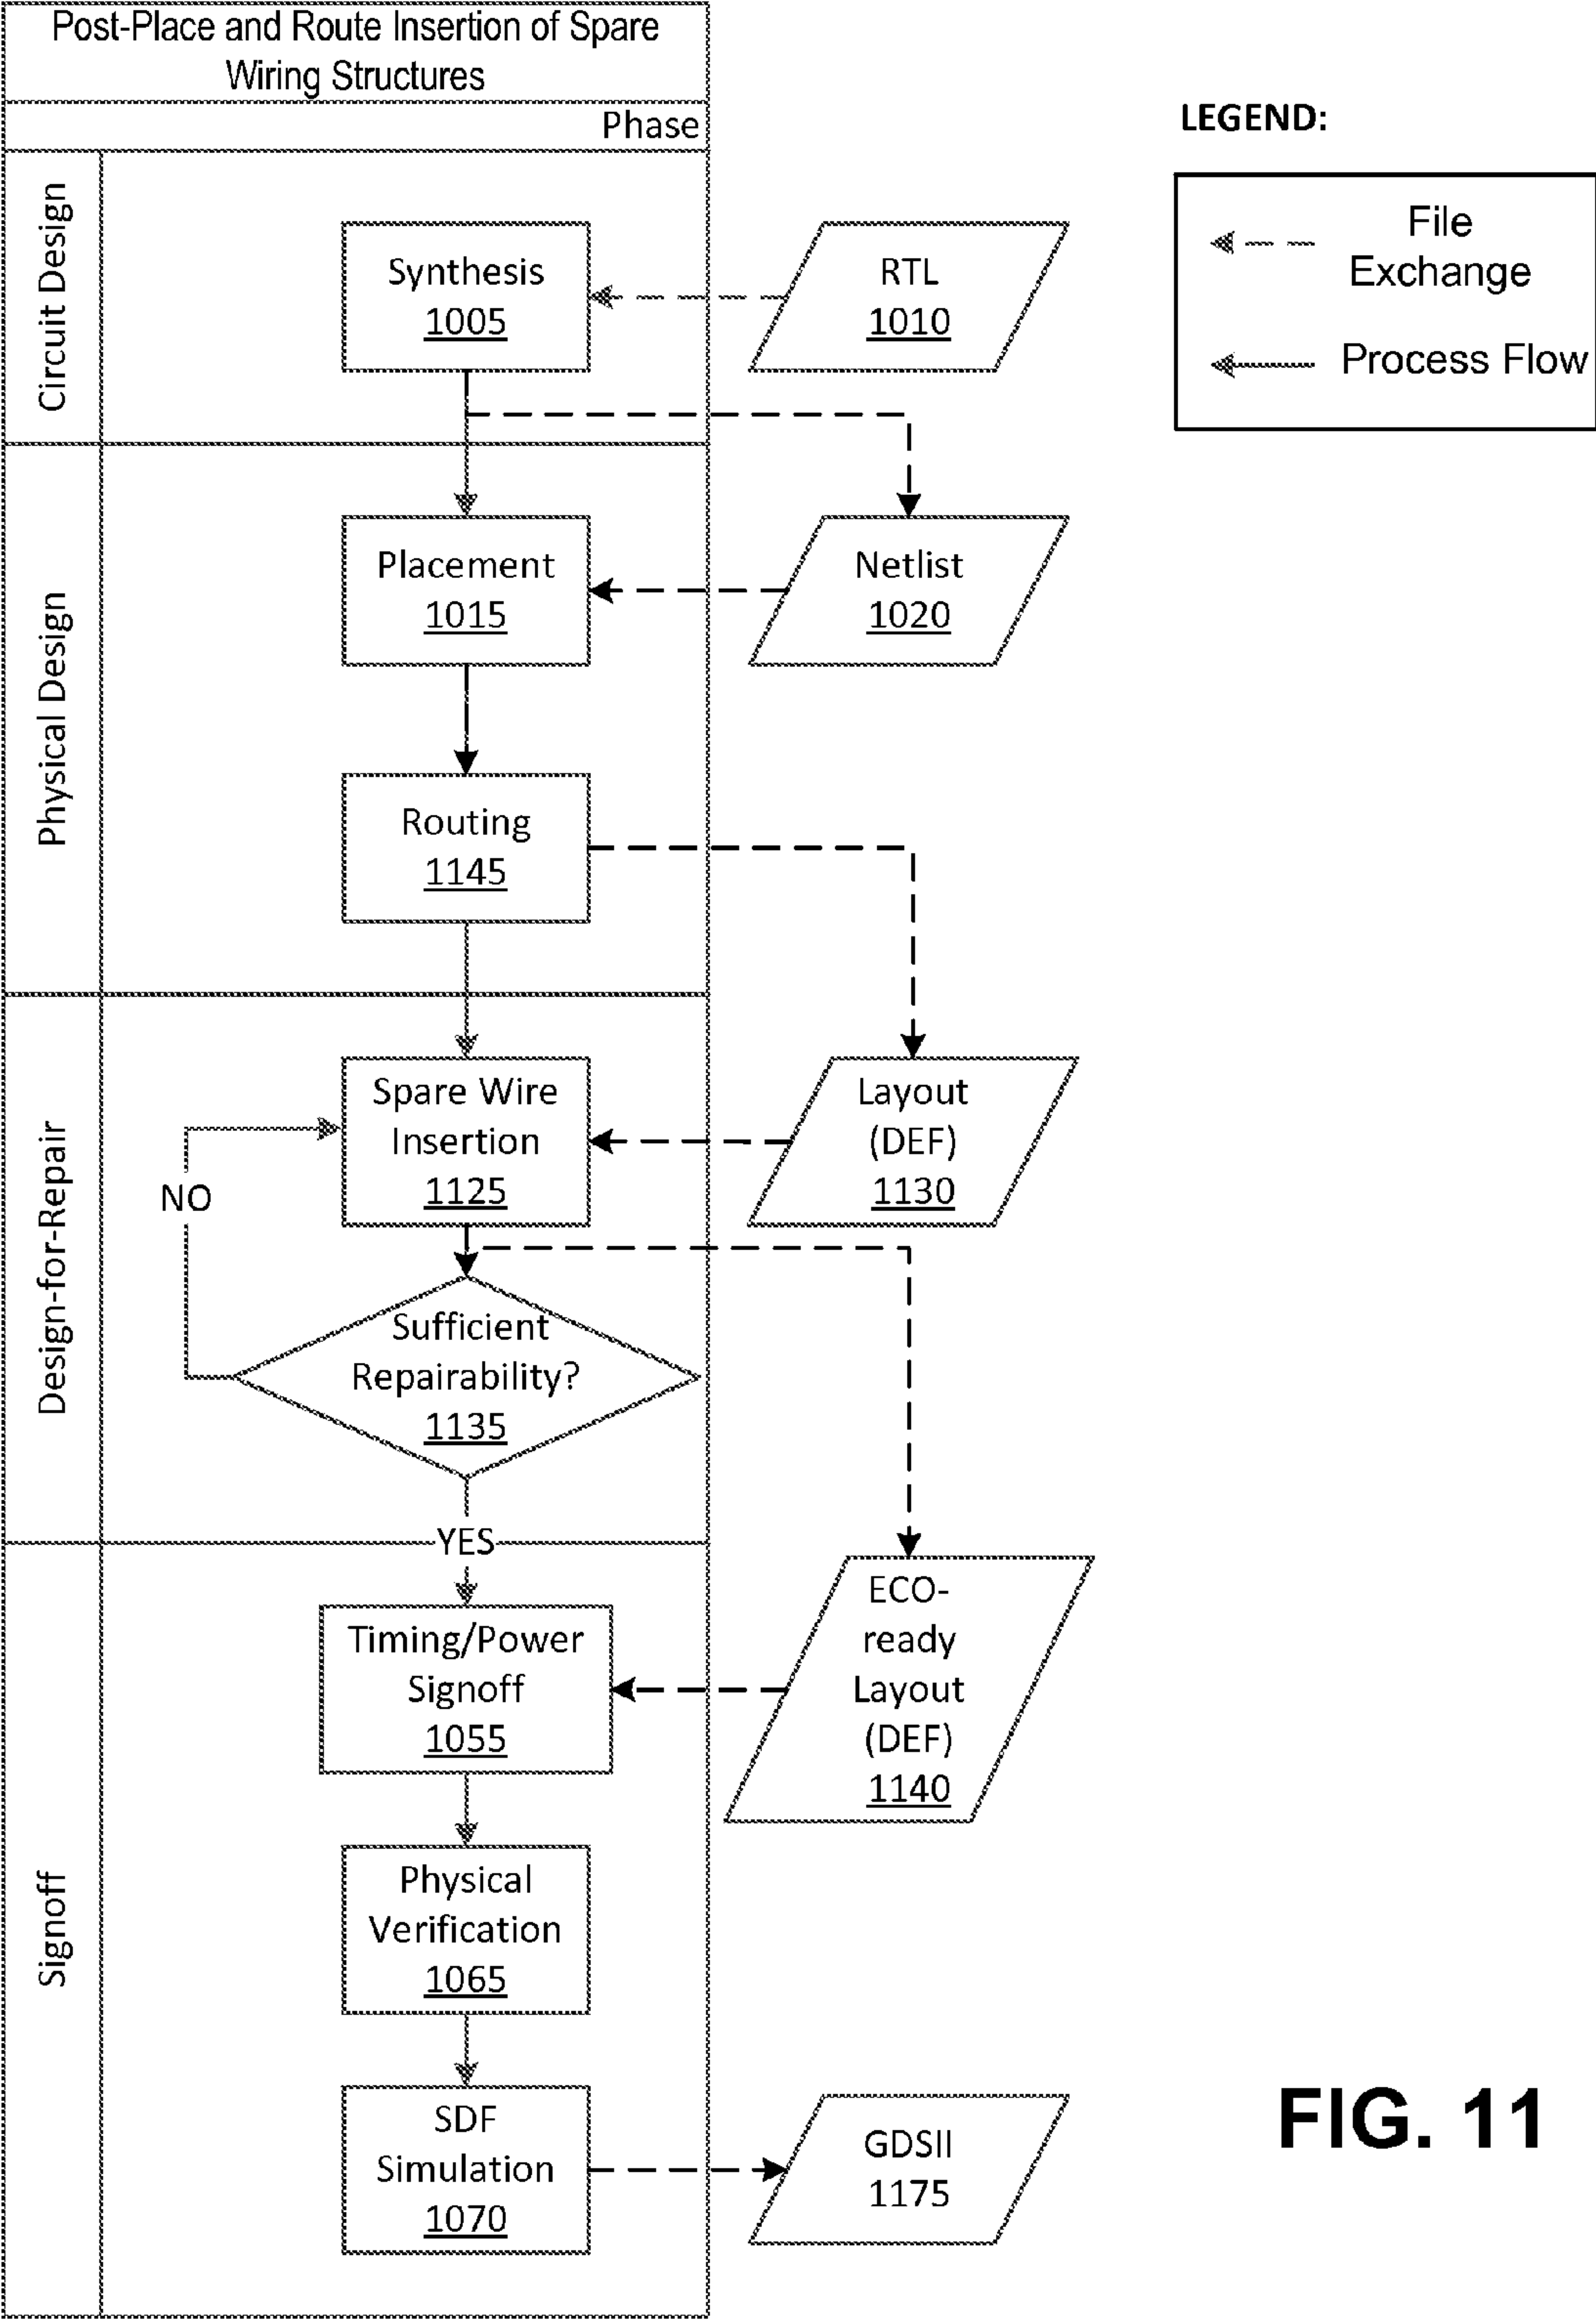 Post-Place and Route Insertion of Spare
Wiring Structures
Phase
LEGEND:
File
Exchange
Process Flow
Circuit Design
Synthesis
1005
RTL
1010
Physical Design
Placement
1015
Netlist
1020
Routing
1145
Design-for-Repair
Spare Wire
Insertion
1125
Layout
(DEF)
1130
NO
Sufficient
Repairability?
1135
YES
Signoff
Timing/Power
Signoff
1055
ECO-
ready
Layout
(DEF)
1140
Physical
Verification
1065
SDF
Simulation
1070
GDSII
1175
FIG. 11